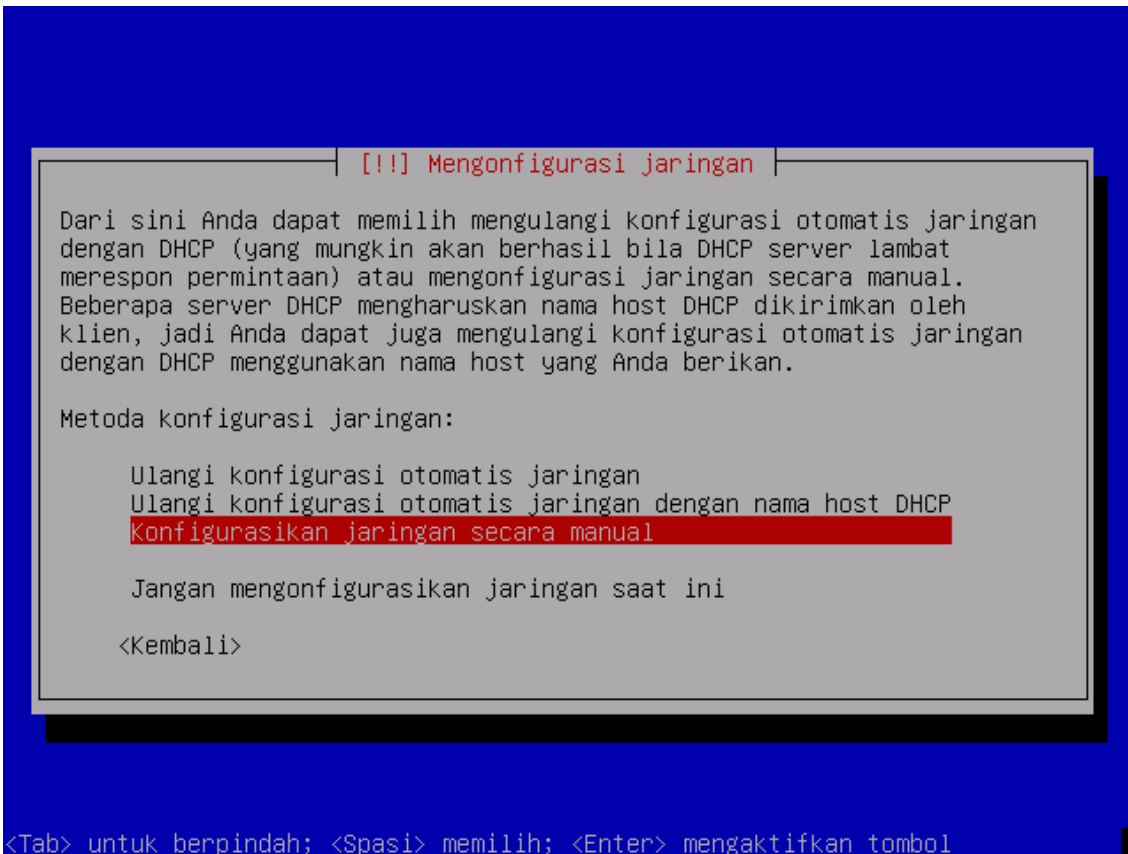 [!!] Mengonfigurasi jaringan
Dari sini Anda dapat memilih mengulangi konfigurasi otomatis jaringan
dengan DHCP (yang mungkin akan berhasil bila DHCP server lambat
merespon permintaan) atau mengonfigurasi jaringan secara manual.
Beberapa server DHCP mengharuskan nama host DHCP dikirimkan oleh
klien, jadi Anda dapat juga mengulangi konfigurasi otomatis jaringan
dengan DHCP menggunakan nama host yang Anda berikan.
Metoda konfigurasi jaringan:
Ulangi konfigurasi otomatis jaringan
Ulangi konfigurasi otomatis jaringan dengan nama host DHCP
Konfigurasikan jaringan secara manual
Jangan mengonfigurasikan jaringan saat ini
<Kembali>
<Tab> untuk berpindah; <Spasi> memilih; <Enter> mengaktifkan tombol